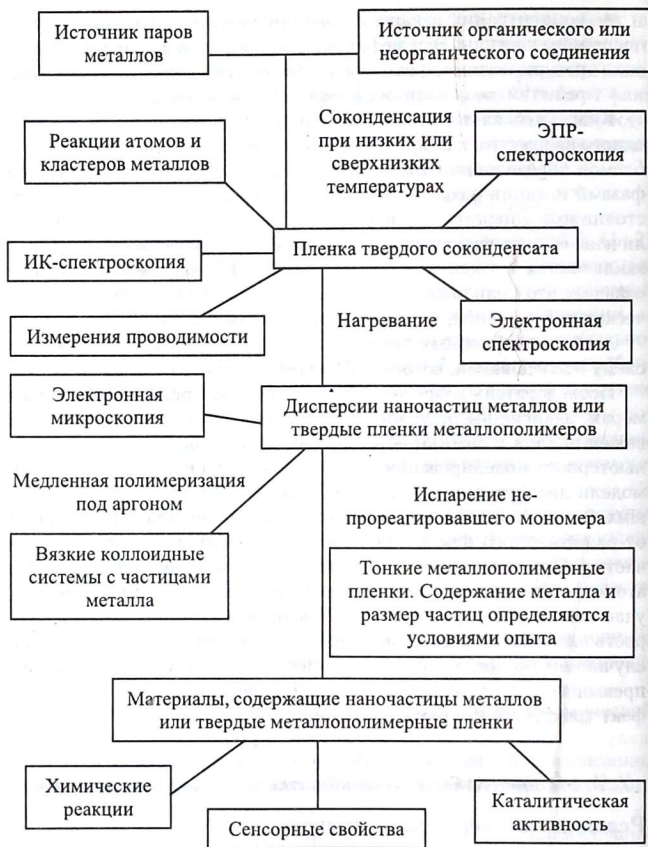 Источник паров
металлов
Источник органического или
неорганического прединника
Соконденсация
при низких или
сверхнизких
температурах
Реакции атомов и
кластеров металлов
ЭПР-
спектроскопия
Пленка твердого соконденсата
ИК-спектроскопия
Измерения проводимости
Нагревание
Электронная
спектроскопия
Электронная
микроскопия
Дисперсии наночастиц металлов или
твердые пленки металлополимеров
Медленная полимеризация
под аргоном
Испарение не-
прореагировавшего мономера
Вязкие коллоидные
системы с частицами
металла
Тонкие металлополимерные
пленки. Содержание металла и
размер частиц определяются
условиями опыта
Материалы, содержащие наночастицы металлов
или твердые металлополимерные пленки
Химические
реакции
Сенсорные свойства
Каталитическая
активность